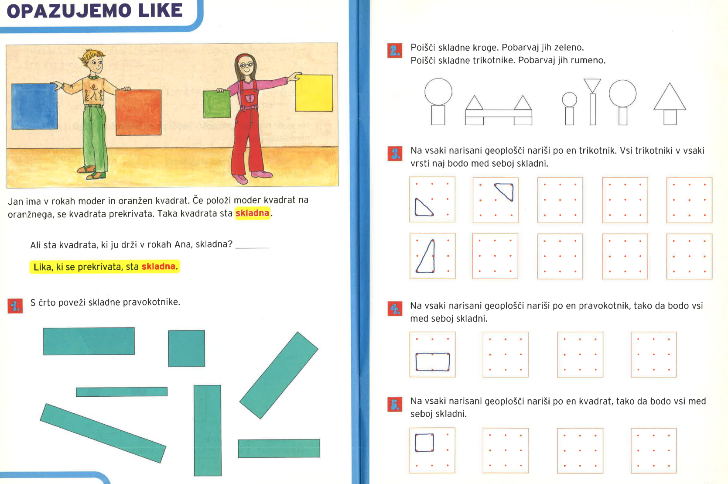 OPAZUJEMO LIKE
Jan ima v rokah moder in oranžen kvadrat. Če položi moder kvadrat na
oranžnega, se kvadrata prekrivata. Taka kvadrata sta skladna.
Ali sta kvadrata, ki ju drži v rokah Ana, skladna? ______
Lika, ki se prekrivata, sta skladna.
1. S črto poveži skladne pravokotnike.
2. Poišči skladne kroge. Pobarvaj jih zeleno.
Poišči skladne trikotnike. Pobarvaj jih rumeno.
3. Na vsaki narisani geoplošči nariši po en trikotnik. Vsi trikotniki v vsaki
vrsti naj bodo med seboj skladni.
4. Na vsaki narisani geoplošči nariši po en pravokotnik, tako da bodo vsi
med seboj skladni.
5. Na vsaki narisani geoplošči nariši po en kvadrat, tako da bodo vsi med
seboj skladni.